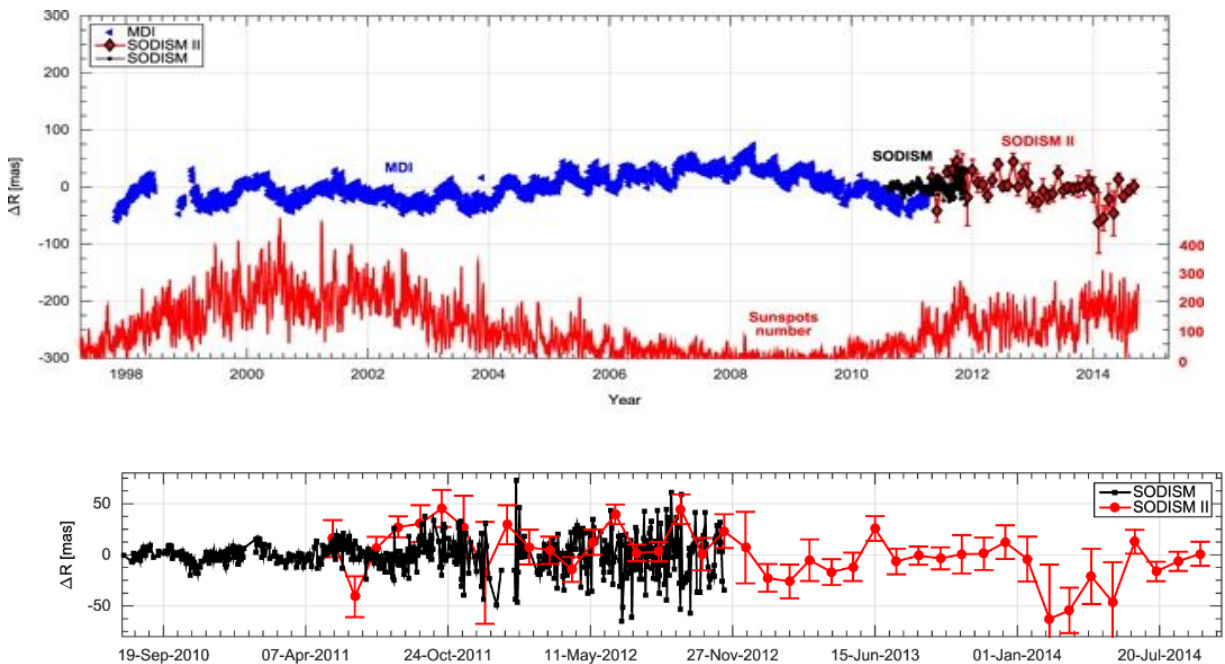 300
MDI
SODISM II
SODISM
200
100
SODISM
SODISM II
MDI
0
ΔR [mas]
-100
400
300
-200
200
Sunspots
number
100
-300
0
1998 2000 2002 2004 2006 2008 2010 2012 2014
Year
SODISM
SODISM II
50
0
-50
ΔR [mas]
19-Sep-2010 07-Apr-2011 24-Oct-2011 11-May-2012 27-Nov-2012 15-Jun-2013 01-Jan-2014 20-Jul-2014